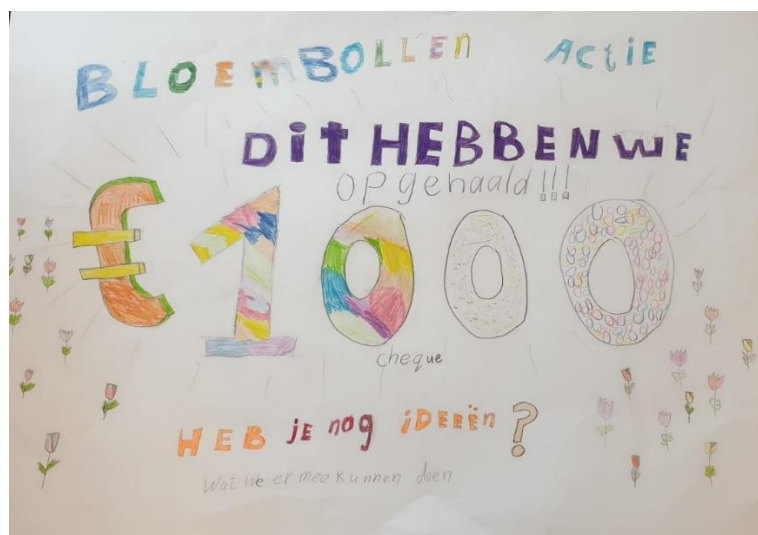 BLOEMBOLLEN ACTiE
DiT HEBBEN WE
OPgehaald!!!
€1000
cheque
HEB jE nog iDEEËn?
Wat we er mee kunnen doen